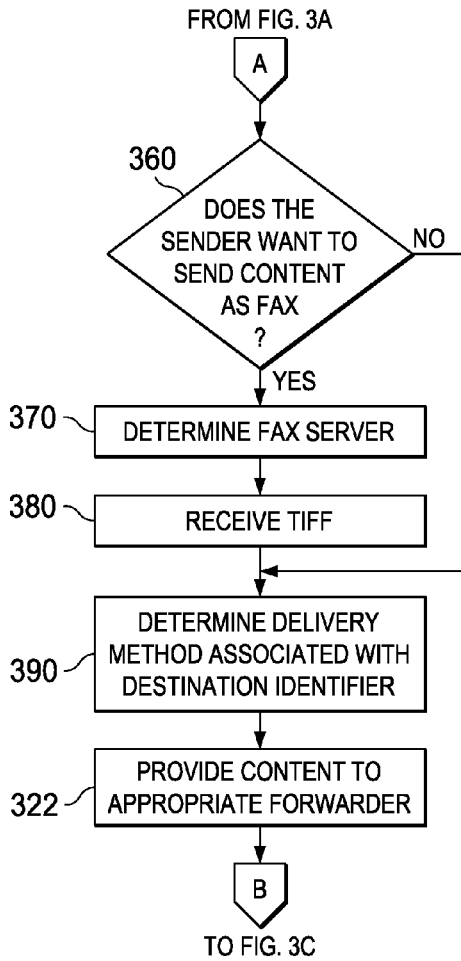 FROM FIG. 3A
A
360
DOES THE
SENDER WANT TO
SEND CONTENT
AS FAX
?
NO
YES
370
DETERMINE FAX SERVER
380
RECEIVE TIFF
390
DETERMINE DELIVERY
METHOD ASSOCIATED WITH
DESTINATION IDENTIFIER
322
PROVIDE CONTENT TO
APPROPRIATE FORWARDER
B
TO FIG. 3C